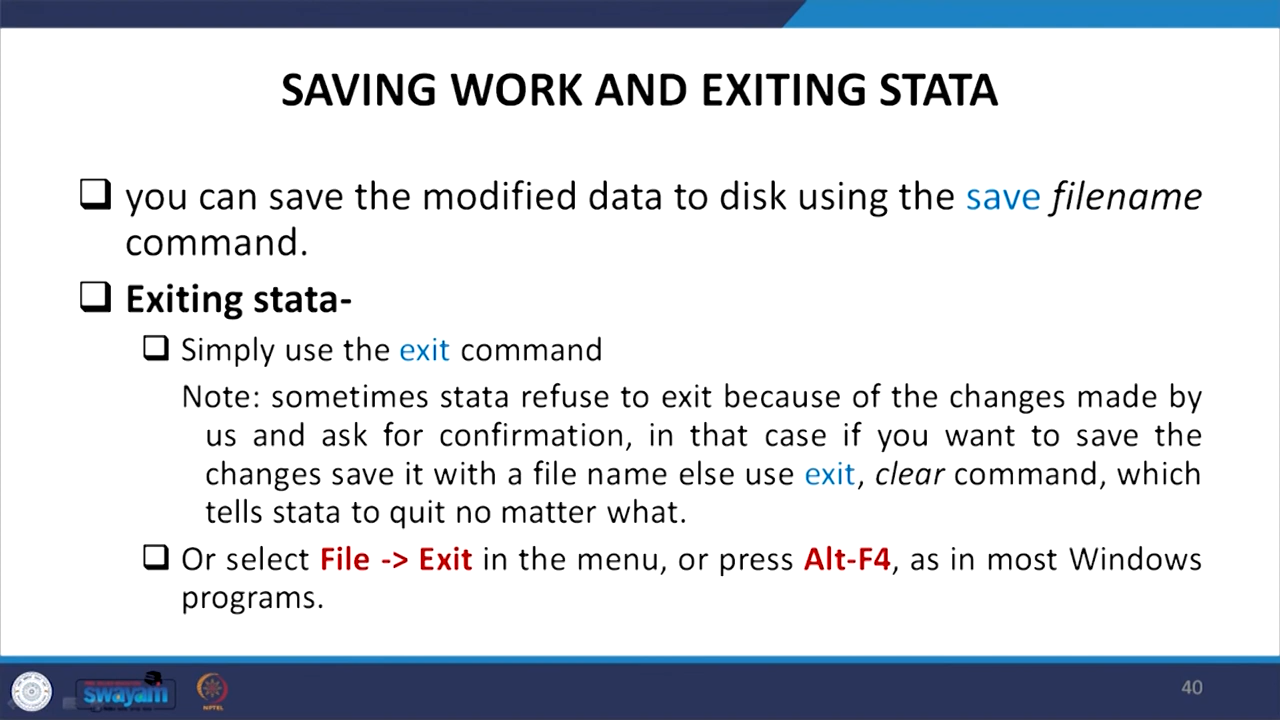 SAVING WORK AND EXITING STATA
you can save the modified data to disk using the save filename
command.
Exiting stata-
Simply use the exit command
Note: sometimes stata refuse to exit because of the changes made by
us and ask for confirmation, in that case if you want to save the
changes save it with a file name else use exit, clear command, which
tells stata to quit no matter what.
Or select File -> Exit in the menu, or press Alt-F4, as in most Windows
programs.
swayam
NPTEL
40